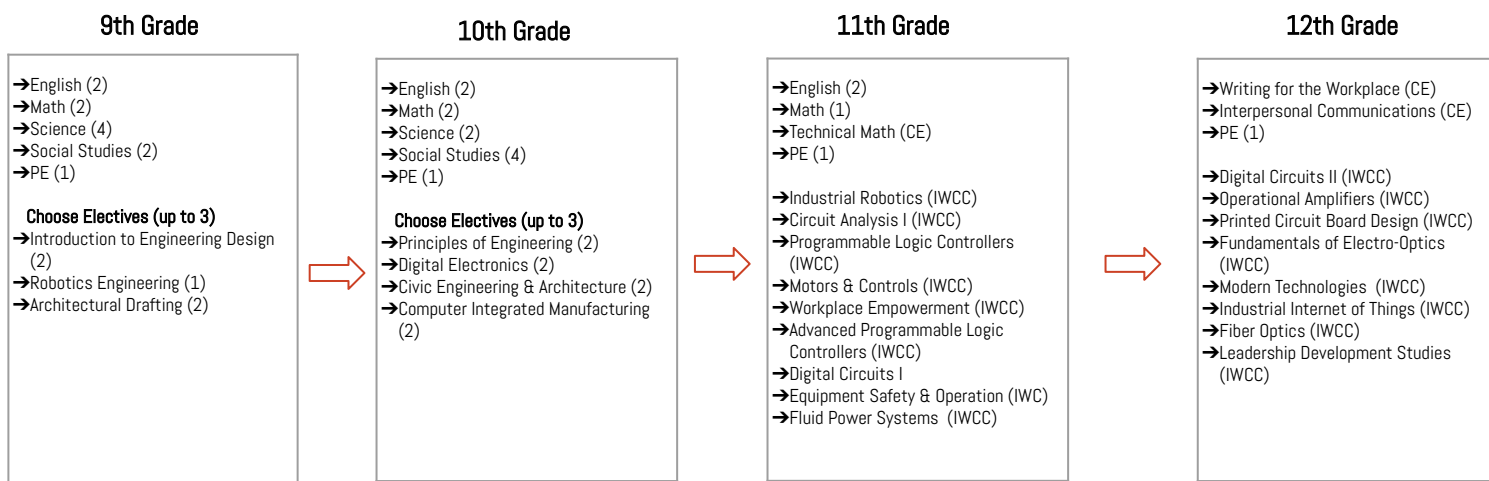 9th Grade
➔English (2)
➔Math (2)
➔Science (4)
➔Social Studies (2)
➔PE (1)
Choose Electives (up to 3)
➔Introduction to Engineering Design
(2)
➔Robotics Engineering (1)
➔Architectural Drafting (2)
10th Grade
➔English (2)
➔Math (2)
➔Science (2)
➔Social Studies (4)
➔PE (1)
Choose Electives (up to 3)
➔Principles of Engineering (2)
➔Digital Electronics (2)
➔Civic Engineering & Architecture (2)
➔Computer Integrated Manufacturing
(2)
11th Grade
➔English (2)
➔Math (1)
➔Technical Math (CE)
➔PE (1)
➔Industrial Robotics (IWCC)
➔Circuit Analysis I (IWCC)
➔Programmable Logic Controllers
(IWCC)
➔Motors & Controls (IWCC)
➔Workplace Empowerment (IWCC)
➔Advanced Programmable Logic
Controllers (IWCC)
➔Digital Circuits I
➔Equipment Safety & Operation (IWC)
➔Fluid Power Systems (IWCC)
12th Grade
➔Writing for the Workplace (CE)
➔Interpersonal Communications (CE)
➔PE (1)
➔Digital Circuits II (IWCC)
➔Operational Amplifiers (IWCC)
➔Printed Circuit Board Design (IWCC)
➔Fundamentals of Electro-Optics
(IWCC)
➔Modern Technologies (IWCC)
➔Industrial Internet of Things (IWCC)
➔Fiber Optics (IWCC)
➔Leadership Development Studies
(IWCC)